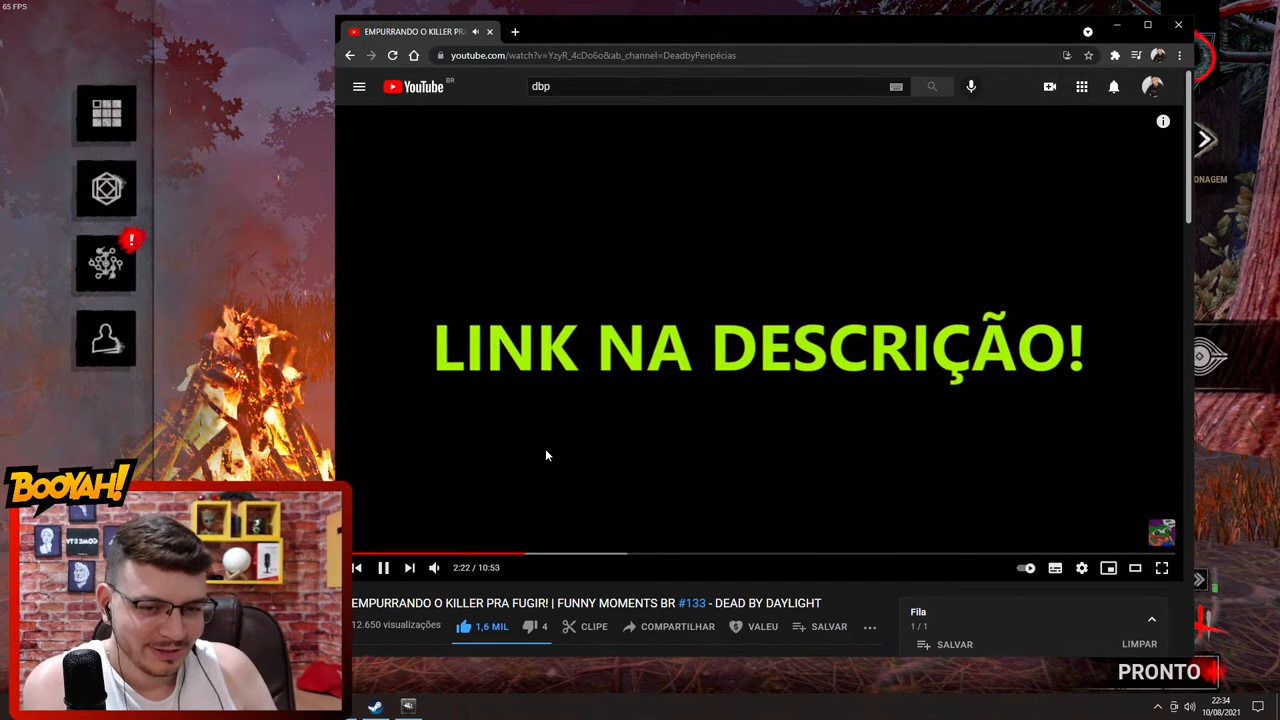 65 FPS
EMPURRANDO O KILLER PR
youtube.com/watch?v=YzyR_4cDo6o&ab_channel=DeadbyPeripécias
YouTube BR
dbp
ONAGEM
LINK NA DESCRIÇÃO!
BOOYAH!
2:22 / 10:53
EMPURRANDO O KILLER PRA FUGIR! | FUNNY MOMENTS BR #133 - DEAD BY DAYLIGHT
12.650 visualizações
1,6 MIL
4
CLIPE
COMPARTILHAR
VALEU
SALVAR
Fila
1 / 1
SALVAR
LIMPAR
PRONTO
22:34
10/08/2021